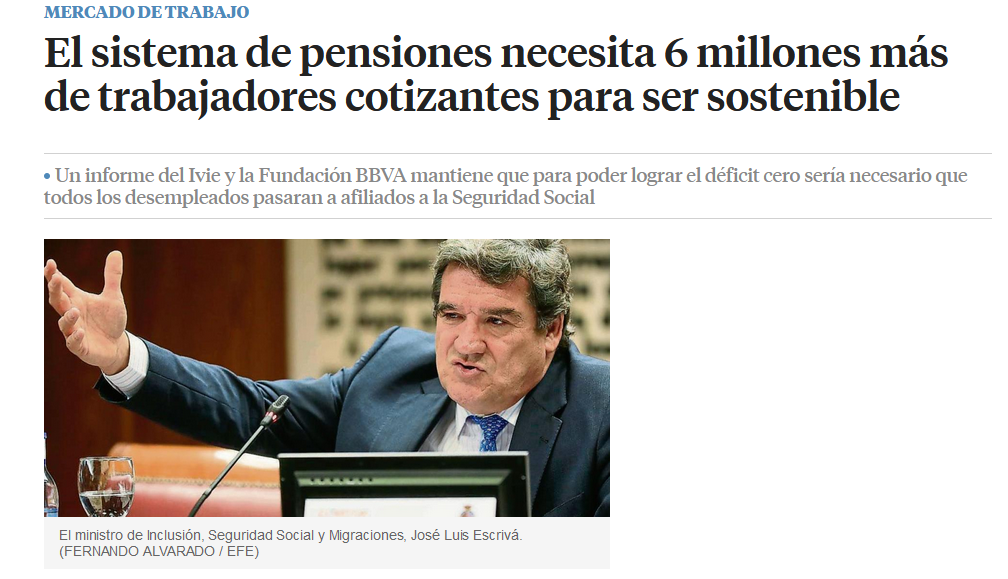 MERCADO DE TRABAJO
El sistema de pensiones necesita 6 millones más
de trabajadores cotizantes para ser sostenible
• Un informe del Ivie y la Fundación BBVA mantiene que para poder lograr el déficit cero sería necesario que
todos los desempleados pasaran a afiliados a la Seguridad Social
El ministro de Inclusión, Seguridad Social y Migraciones, José Luis Escrivá.
(FERNANDO ALVARADO / EFE)